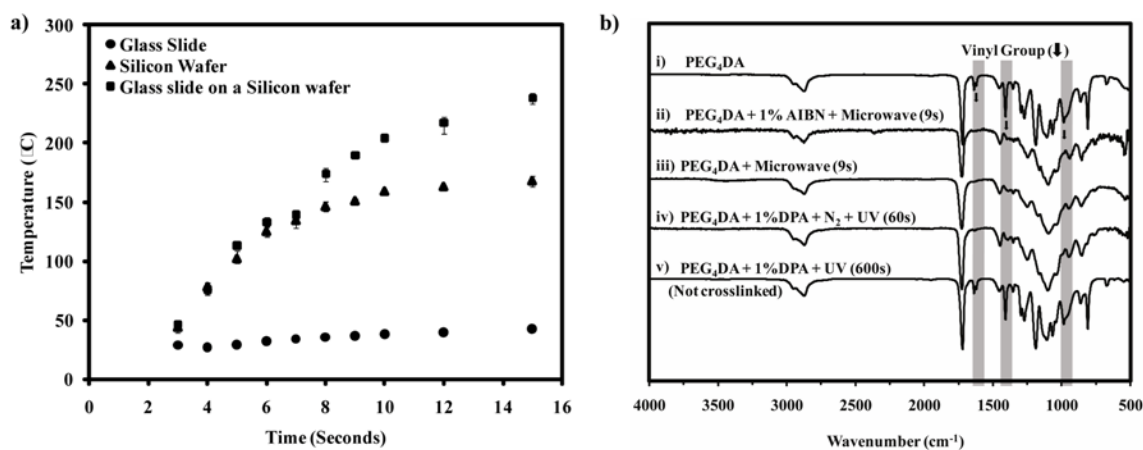 a)
300
250
200
150
100
50
0
Temperature (□C)
Glass Slide
Silicon Wafer
Glass slide on a Silicon wafer
0 2 4 6 8 10 12 14 16
Time (Seconds)
b)
Vinyl Group (⬇)
i) PEG₄DA
ii) PEG₄DA + 1% AIBN + Microwave (9s)
iii) PEG₄DA + Microwave (9s)
iv) PEG₄DA + 1%DPA + N₂ + UV (60s)
v) PEG₄DA + 1%DPA + UV (600s)
(Not crosslinked)
4000 3500 3000 2500 2000 1500 1000 500
Wavenumber (cm⁻¹)